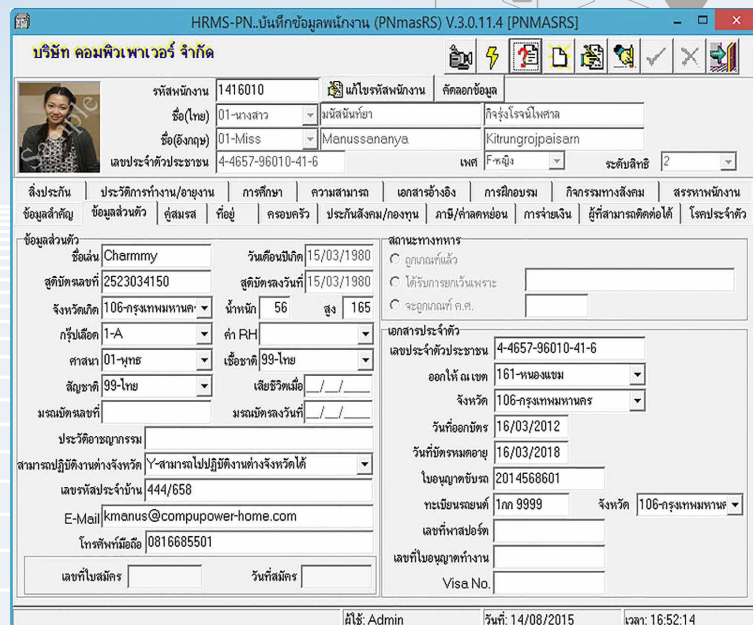 HRMS-PN..บันทึกข้อมูลพนักงาน (PNmasRS) V.3.0.11.4 [PNMASRS]
บริษัท คอมพิวเพาเวอร์ จำกัด
รหัสพนักงาน 1416010 แก้ไขรหัสพนักงาน คัดลอกข้อมูล
ชื่อ(ไทย) 01-นางสาว มนัสนันท์ยา กิจรุ่งโรจน์ไพศาล
ชื่อ(อังกฤษ) 01-Miss Manussananya Kitrungrojpaisarn
เลขประจำตัวประชาชน 4-4657-96010-41-6 เพศ F-หญิง ระดับสิทธิ 2
Sample
สิ่งประกัน ประวัติการทำงาน/อายุงาน การศึกษา ความสามารถ เอกสารอ้างอิง การฝึกอบรม กิจกรรมทางสังคม สรรหาพนักงาน
ข้อมูลสำคัญ ข้อมูลส่วนตัว คู่สมรส ที่อยู่ ครอบครัว ประกันสังคม/กองทุน ภาษี/ค่าลดหย่อน การจ่ายเงิน ผู้ที่สามารถติดต่อได้ โรคประจำตัว
ข้อมูลส่วนตัว
ชื่อเล่น Charmmy วันเดือนปีเกิด 15/03/1980
สูติบัตรเลขที่ 2523034150 สูติบัตรลงวันที่ 15/03/1980
จังหวัดเกิด 106-กรุงเทพมหานค น้ำหนัก 56 สูง 165
กรุ๊ปเลือด 1-A ค่า RH
ศาสนา 01-พุทธ เชื้อชาติ 99-ไทย
สัญชาติ 99-ไทย เสียชีวิตเมื่อ __/__/__
มรณบัตรเลขที่ มรณบัตรลงวันที่ __/__/__
ประวัติอาชญากรรม
สามารถปฏิบัติงานต่างจังหวัด Y-สามารถไปปฏิบัติงานต่างจังหวัดได้
เลขรหัสประจำบ้าน 444/658
E-Mail kmanus@compupower-home.com
โทรศัพท์มือถือ 0816685501
เลขที่ใบสมัคร วันที่สมัคร
สถานะทางทหาร
ถูกเกณฑ์แล้ว
ได้รับการยกเว้นเพราะ
จะถูกเกณฑ์ ค.ศ.
เอกสารประจำตัว
เลขประจำตัวประชาชน 4-4657-96010-41-6
ออกให้ ณ เขต 161-หนองแขม
จังหวัด 106-กรุงเทพมหานคร
วันที่ออกบัตร 16/03/2012
วันที่บัตรหมดอายุ 16/03/2018
ใบอนุญาตขับรถ 2014568601
ทะเบียนรถยนต์ 1กก 9999 จังหวัด 106-กรุงเทพมหาน
เลขที่พาสปอร์ต
เลขที่ใบอนุญาตทำงาน
Visa No.
ผู้ใช้: Admin วันที่: 14/08/2015 เวลา: 16:52:14